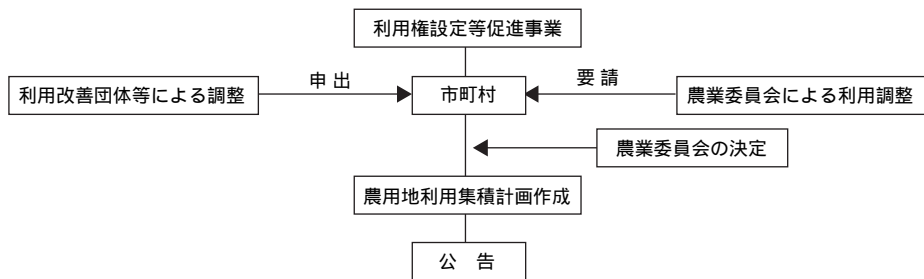 利用権設定等促進事業
申 出
要 請
利用改善団体等による調整
市町村
農業委員会による利用調整
農業委員会の決定
農用地利用集積計画作成
公 告